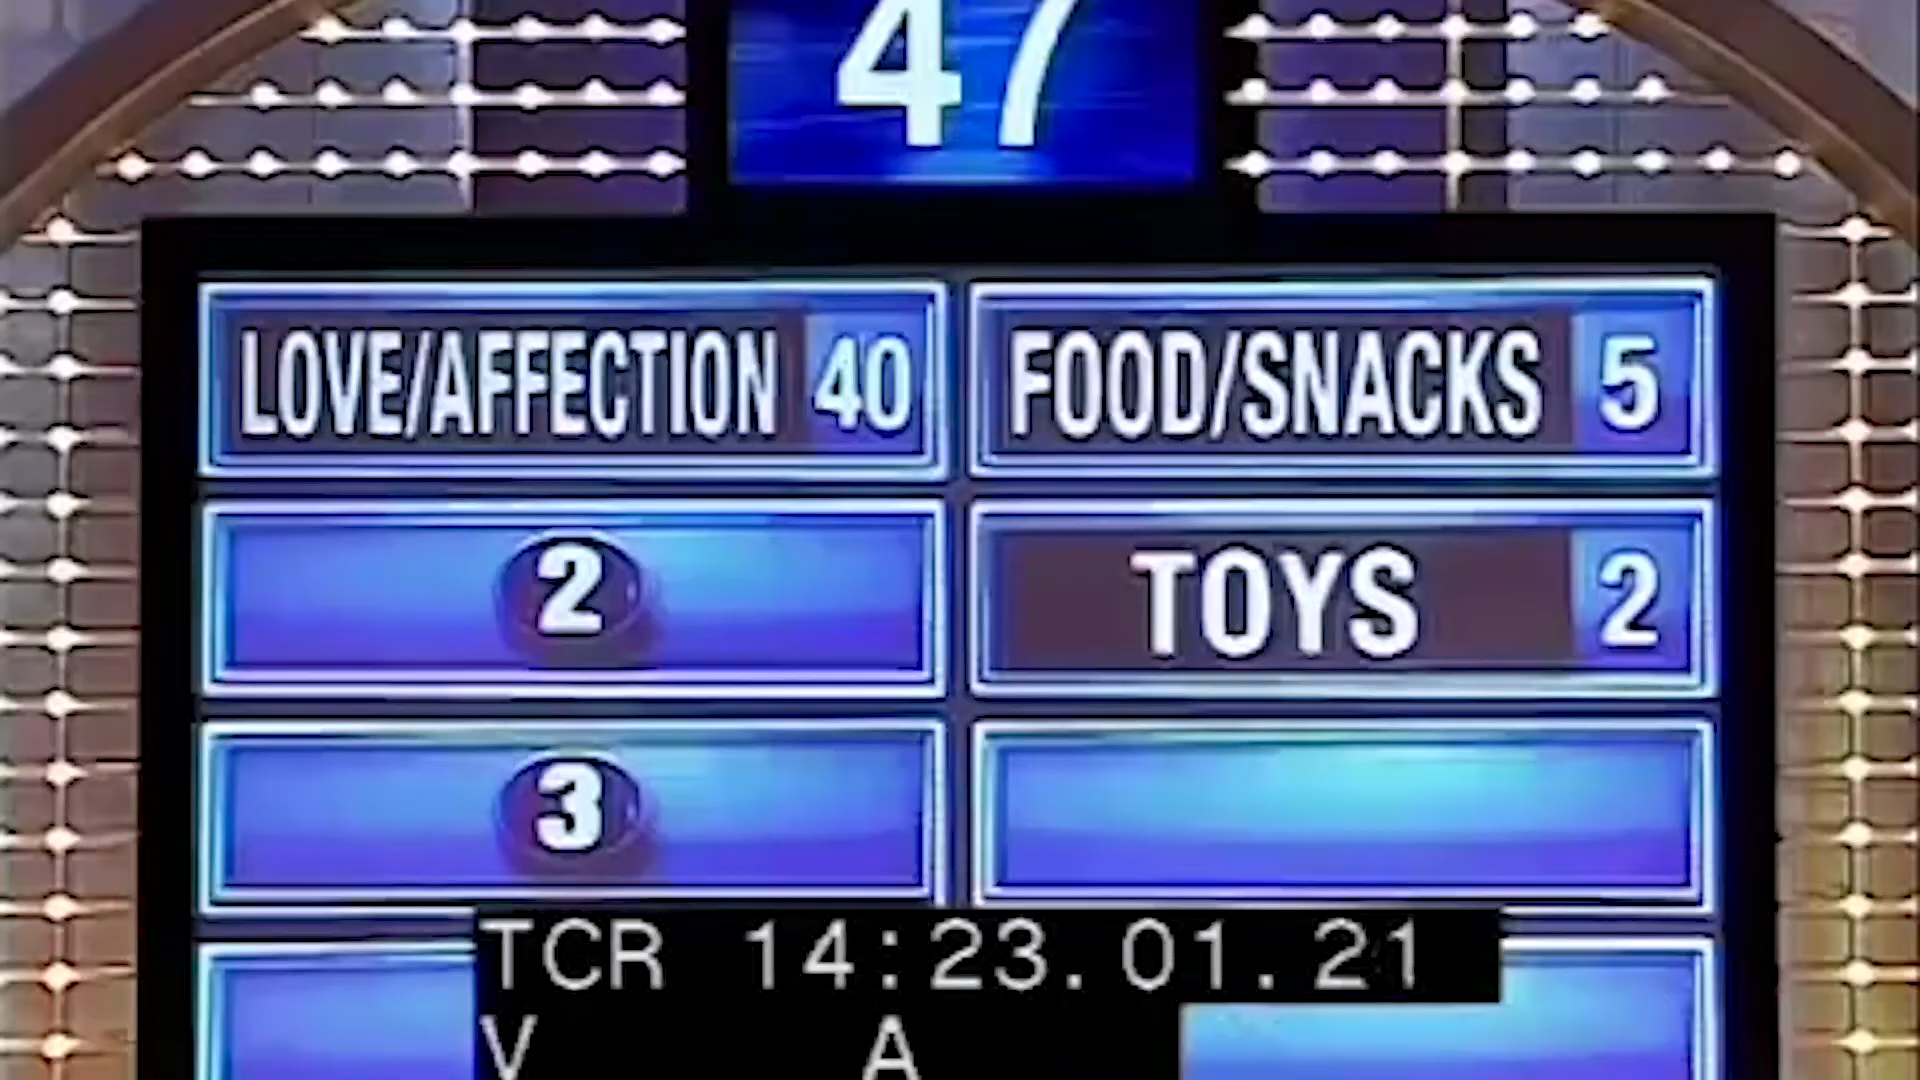 47
LOVE/AFFECTION 40
FOOD/SNACKS 5
2
TOYS 2
3
TCR 14:23.01.21
V A